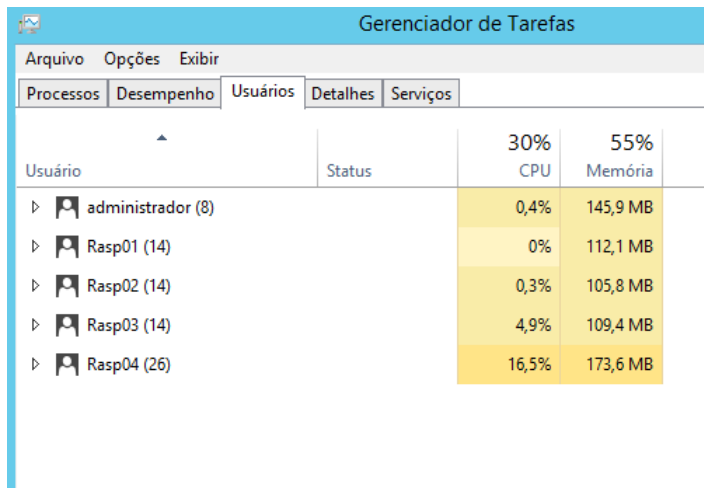 Gerenciador de Tarefas
Arquivo Opções Exibir
Processos Desempenho Usuários Detalhes Serviços
30% 55%
Usuário Status CPU Memória
administrador (8) 0,4% 145,9 MB
Rasp01 (14) 0% 112,1 MB
Rasp02 (14) 0,3% 105,8 MB
Rasp03 (14) 4,9% 109,4 MB
Rasp04 (26) 16,5% 173,6 MB